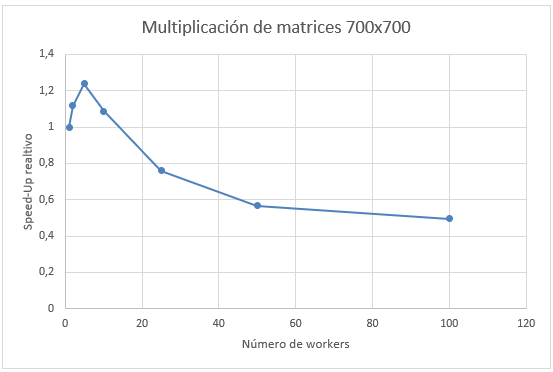 Multiplicación de matrices 700x700
1,4
1,2
1
0,8
0,6
0,4
0,2
0
Speed-Up realtivo
0 20 40 60 80 100 120
Número de workers